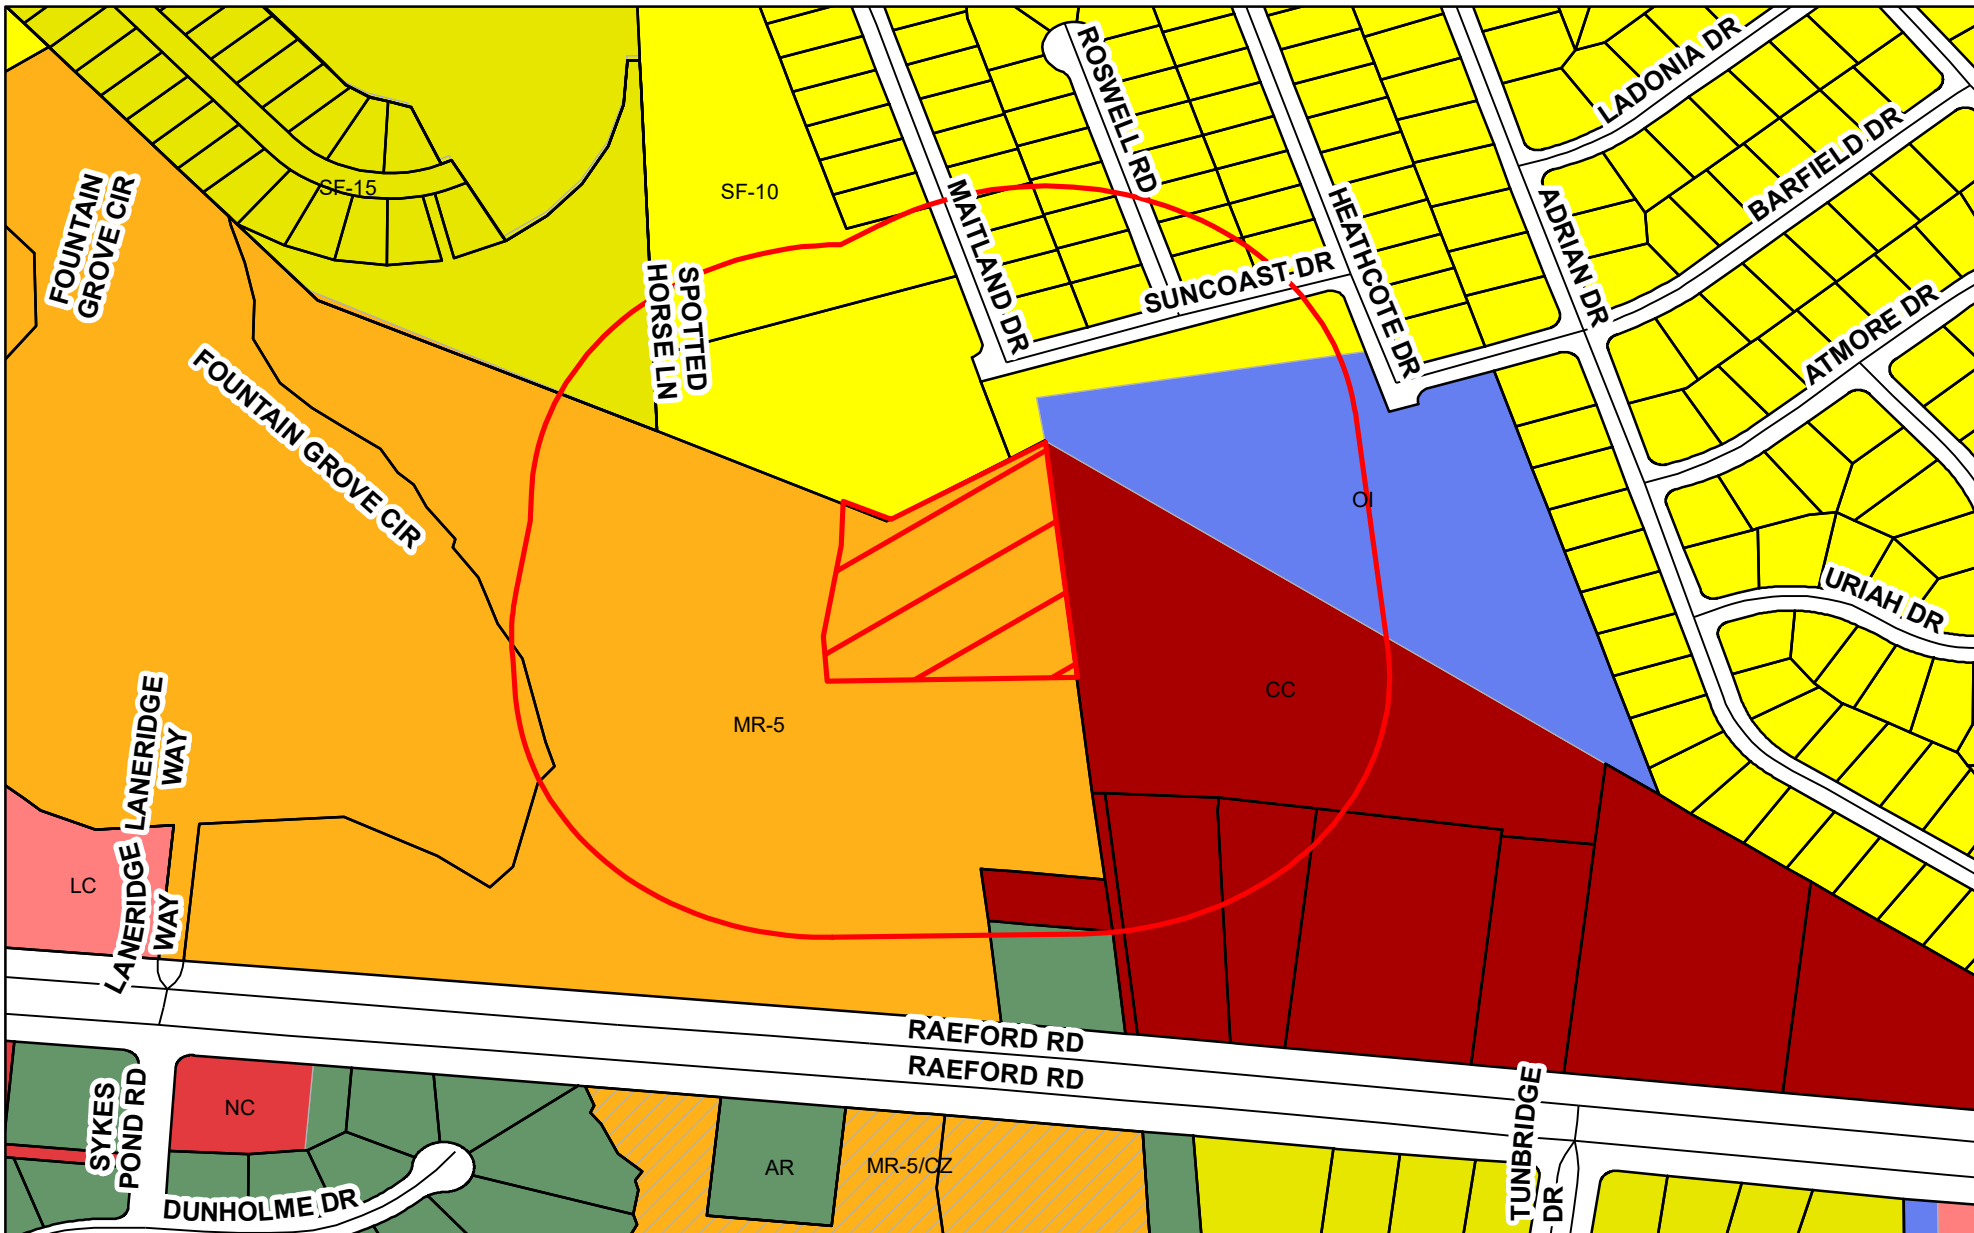 LADONIA DR
ROSWELL RD
BARFIELD DR
SF-15
SF-10
FOUNTAIN
GROVE CIR
MAITLAND DR
HEATHCOTE DR
ADRIAN DR
SUNCOAST DR
SPOTTED
HORSE LN
ATMORE DR
FOUNTAIN GROVE CIR
OI
URIAH DR
CC
MR-5
LANERIDGE
WAY
LC
LANERIDGE
WAY
RAEFORD RD
RAEFORD RD
SYKES
POND RD
NC
TUNBRIDGE
DR
AR
MR-5/CZ
DUNHOLME DR